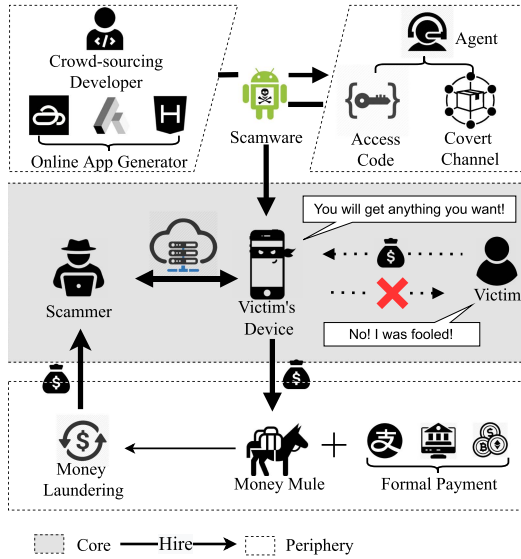 Crowd-sourcing
Developer
Online App Generator
Scamware
Agent
Access
Code
Covert
Channel
You will get anything you want!
Scammer
Victim's
Device
Victim
No! I was fooled!
Money
Laundering
Money Mule
Formal Payment
Core
Hire
Periphery